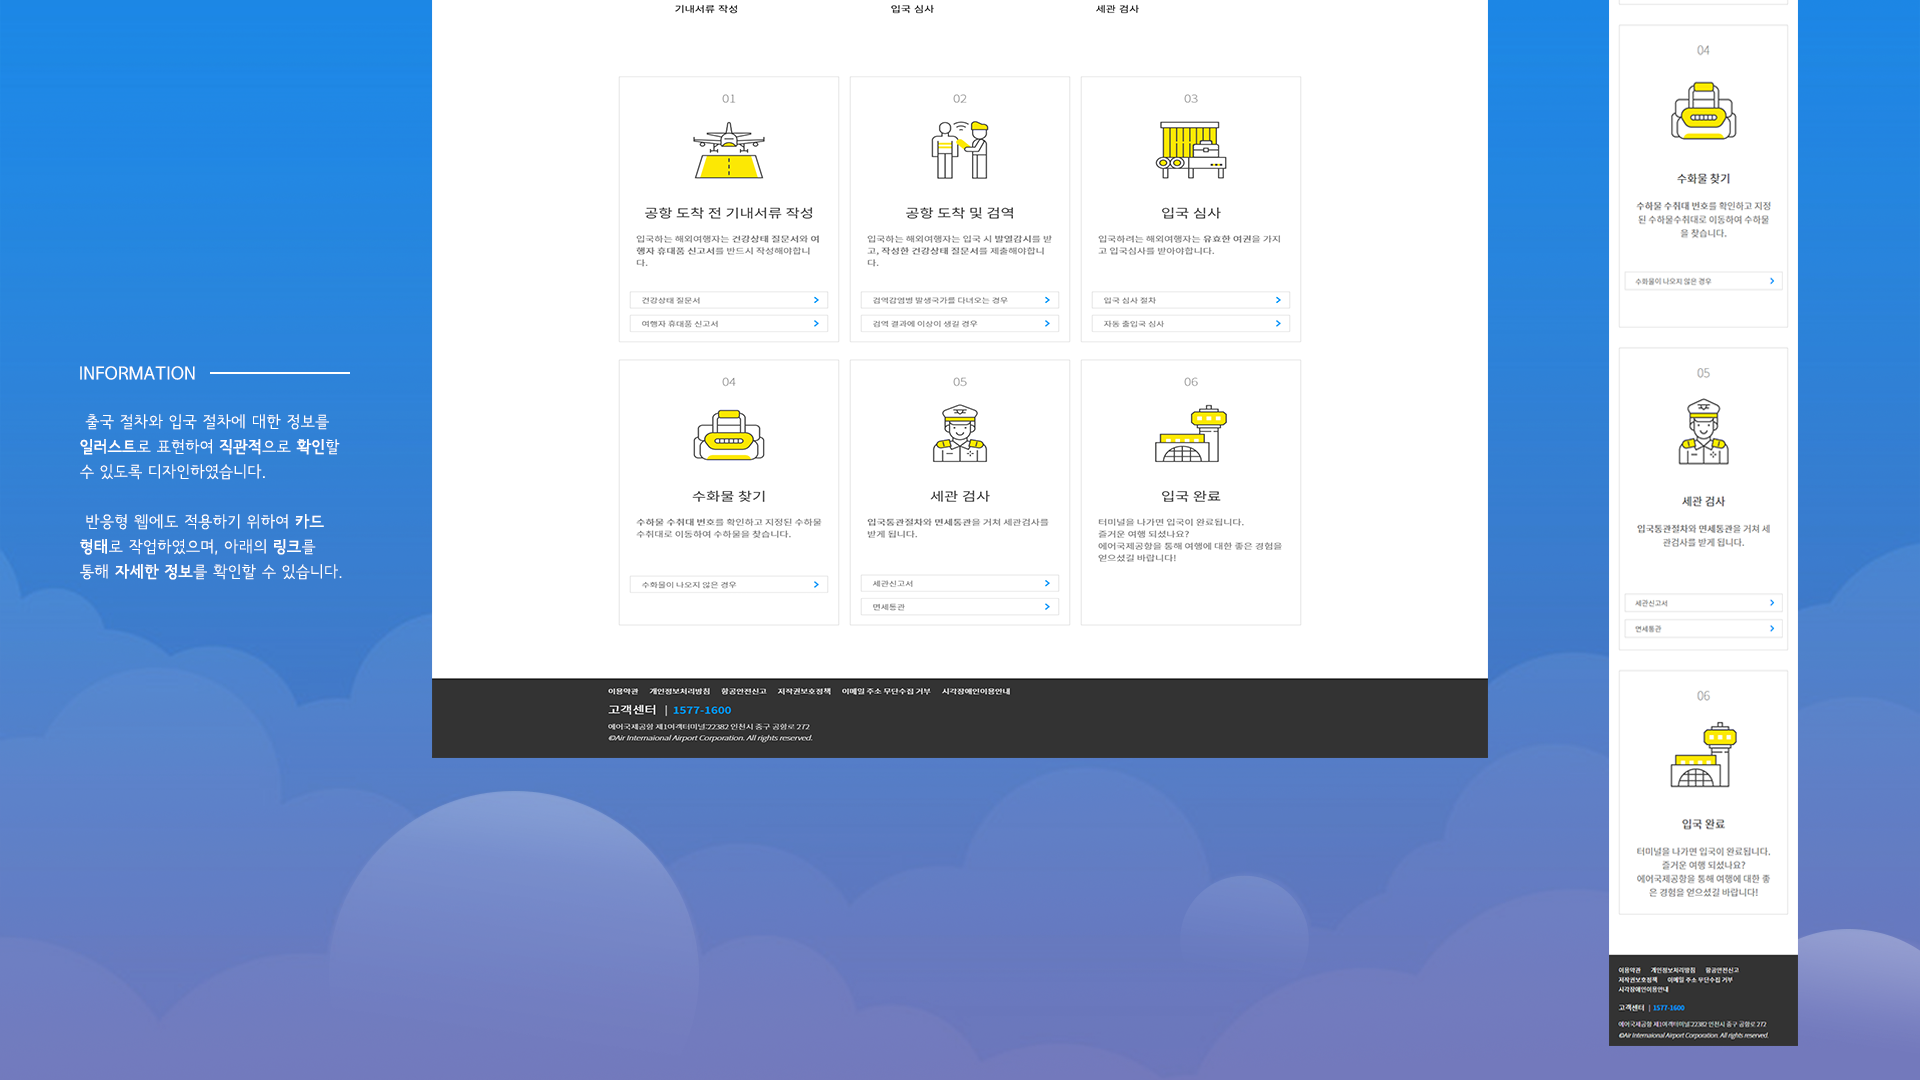 INFORMATION
출국 절차와 입국 절차에 대한 정보를
일러스트로 표현하여 직관적으로 확인할
수 있도록 디자인하였습니다.
반응형 웹에도 적용하기 위하여 카드
형태로 작업하였으며, 아래의 링크를
통해 자세한 정보를 확인할 수 있습니다.
기내서류 작성
입국 심사
세관 검사
01
공항 도착 전 기내서류 작성
입국하는 해외여행자는 건강상태 질문서와 여
행자 휴대품 신고서를 반드시 작성해야합니
다.
건강상태 질문서
여행자 휴대품 신고서
02
공항 도착 및 검역
입국하는 해외여행자는 입국 시 발열감시를 받
고, 작성한 건강상태 질문서를 제출해야합니
다.
검역감염병 발생국가를 다녀오는 경우
검역 결과에 이상이 생길 경우
03
입국 심사
입국하려는 해외여행자는 유효한 여권을 가지
고 입국심사를 받아야합니다.
입국 심사 절차
자동 출입국 심사
04
수화물 찾기
수하물 수취대 번호를 확인하고 지정된 수하물
수취대로 이동하여 수하물을 찾습니다.
수화물이 나오지 않은 경우
05
세관 검사
입국통관절차와 면세통관을 거쳐 세관검사를
받게 됩니다.
세관신고서
면세통관
06
입국 완료
터미널을 나가면 입국이 완료됩니다.
즐거운 여행 되셨나요?
에어국제공항을 통해 여행에 대한 좋은 경험을
얻으셨길 바랍니다!
이용약관 개인정보처리방침 항공안전신고 저작권보호정책 이메일 주소 무단수집 거부 시각장애인이용안내
고객센터 | 1577-1600
에어국제공항 제1여객터미널:22382 인천시 중구 공항로 272
©Air Internaional Airport Corporation. All rights reserved.
04
수화물 찾기
수하물 수취대 번호를 확인하고 지정
된 수하물수취대로 이동하여 수하물
을 찾습니다.
수화물이 나오지 않은 경우
05
세관 검사
입국통관절차와 면세통관을 거쳐 세
관검사를 받게 됩니다.
세관신고서
면세통관
06
입국 완료
터미널을 나가면 입국이 완료됩니다.
즐거운 여행 되셨나요?
에어국제공항을 통해 여행에 대한 좋
은 경험을 얻으셨길 바랍니다!
이용약관 개인정보처리방침 항공안전신고
저작권보호정책 이메일 주소 무단수집 거부
시각장애인이용안내
고객센터 | 1577-1600
에어국제공항 제1여객터미널:22382 인천시 중구 공항로 272
©Air Internaional Airport Corporation. All rights reserved.